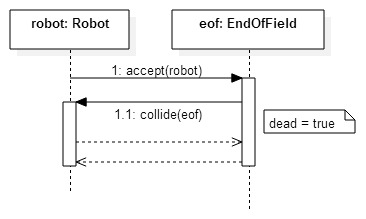 robot: Robot
eof: EndOfField
1: accept(robot)
1.1: collide(eof)
dead = true